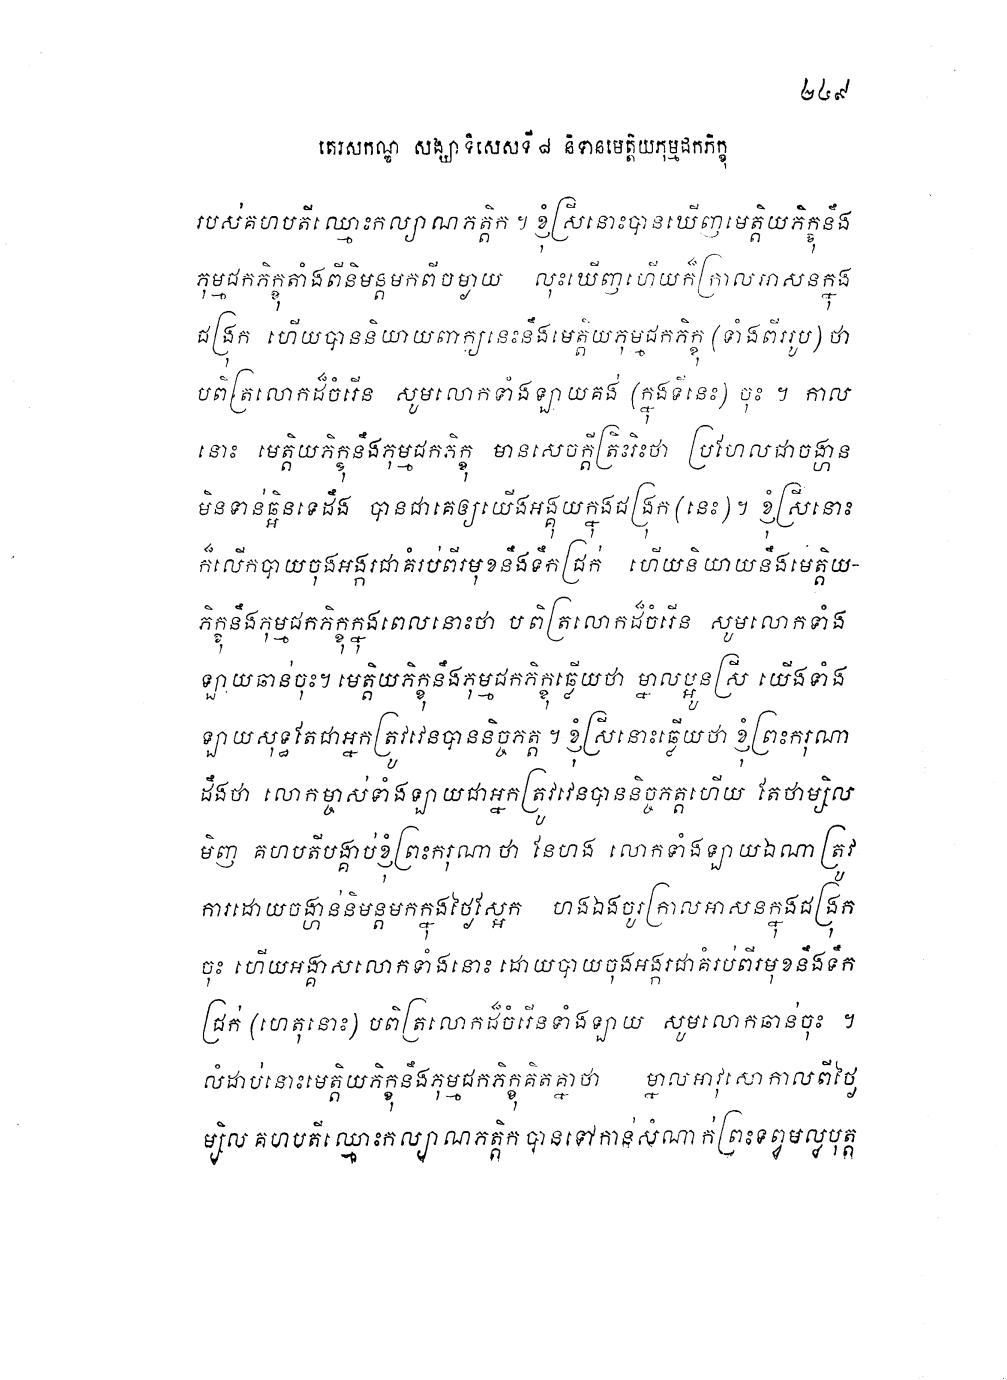 ២៤៩
តេរសកណ្ឌ សង្ឃាទិសេសទី ៨ និទានមេត្តិយភុម្មជកភិក្ខុ
របស់គហបតីឈ្មោះកល្យាណភត្តិក ។ ខ្ញុំស្រីនោះបានឃើញមេត្តិយភិក្ខុនឹង
ភុម្មជកភិក្ខុតាំងពីនិមន្តមកពីចម្ងាយ លុះឃើញហើយក៏ក្រាលអាសនក្នុង
ជង្រុក ហើយបាននិយាយពាក្យនេះនឹងមេត្តិយភុម្មជកភិក្ខុ (ទាំងពីររូប) ថា
បពិត្រលោកដ៏ចំរើន សូមលោកទាំងឡាយគង់ (ក្នុងទីនេះ) ចុះ ។ កាល
នោះ មេត្តិយភិក្ខុនឹងភុម្មជកភិក្ខុ មានសេចក្តីត្រិះរិះថា ប្រហែលជាចង្ហាន
មិនទាន់ឆ្អិនទេដឹង បានជាគេឲ្យយើងអង្គុយក្នុងជង្រុក (នេះ) ។ ខ្ញុំស្រីនោះ
ក៏លើកបាយចុងអង្ករជាគំរប់ពីរមុខនឹងទឹកជ្រក់ ហើយនិយាយនឹងមេត្តិយ-
ភិក្ខុនឹងភុម្មជកភិក្ខុក្នុងពេលនោះថា បពិត្រលោកដ៏ចំរើន សូមលោកទាំង
ឡាយឆាន់ចុះ។ មេត្តិយភិក្ខុនឹងភុម្មជកភិក្ខុឆ្លើយថា ម្នាលប្អូនស្រី យើងទាំង
ឡាយសុទ្ធតែជាអ្នកត្រូវវេនបាននិច្ចភត្ត ។ ខ្ញុំស្រីនោះឆ្លើយថា ខ្ញុំព្រះករុណា
ដឹងថា លោកម្ចាស់ទាំងឡាយជាអ្នកត្រូវវេនបាននិច្ចភត្តហើយ តែថាម្សិល
មិញ គហបតីបង្គាប់ខ្ញុំព្រះករុណាថា នែហង លោកទាំងឡាយឯណាត្រូវ
ការដោយចង្ហាន់និមន្តមកក្នុងថ្ងៃស្អែក ហងឯងចូរក្រាលអាសនក្នុងជង្រុក
ចុះ ហើយអង្គាសលោកទាំងនោះ ដោយបាយចុងអង្ករជាគំរប់ពីរមុខនឹងទឹក
ជ្រក់ (ហេតុនោះ) បពិត្រលោកដ៏ចំរើនទាំងឡាយ សូមលោកឆាន់ចុះ ។
លំដាប់នោះមេត្តិយភិក្ខុនឹងភុម្មជកភិក្ខុគិតគ្នាថា ម្នាលអាវុសោកាលពីថ្ងៃ
ម្សិល គហបតីឈ្មោះកល្យាណភត្តិក បានទៅកាន់សំណាក់ព្រះទព្វមល្លបុត្ត